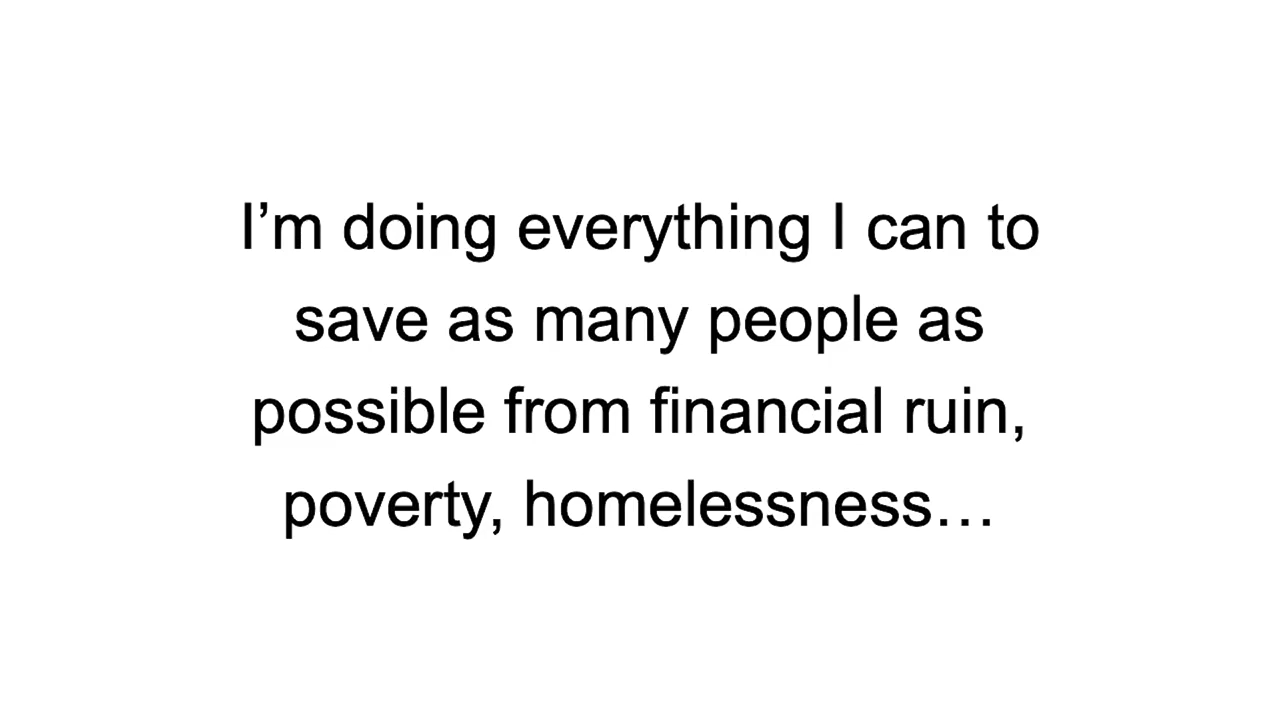 I’m doing everything I can to
save as many people as
possible from financial ruin,
poverty, homelessness…